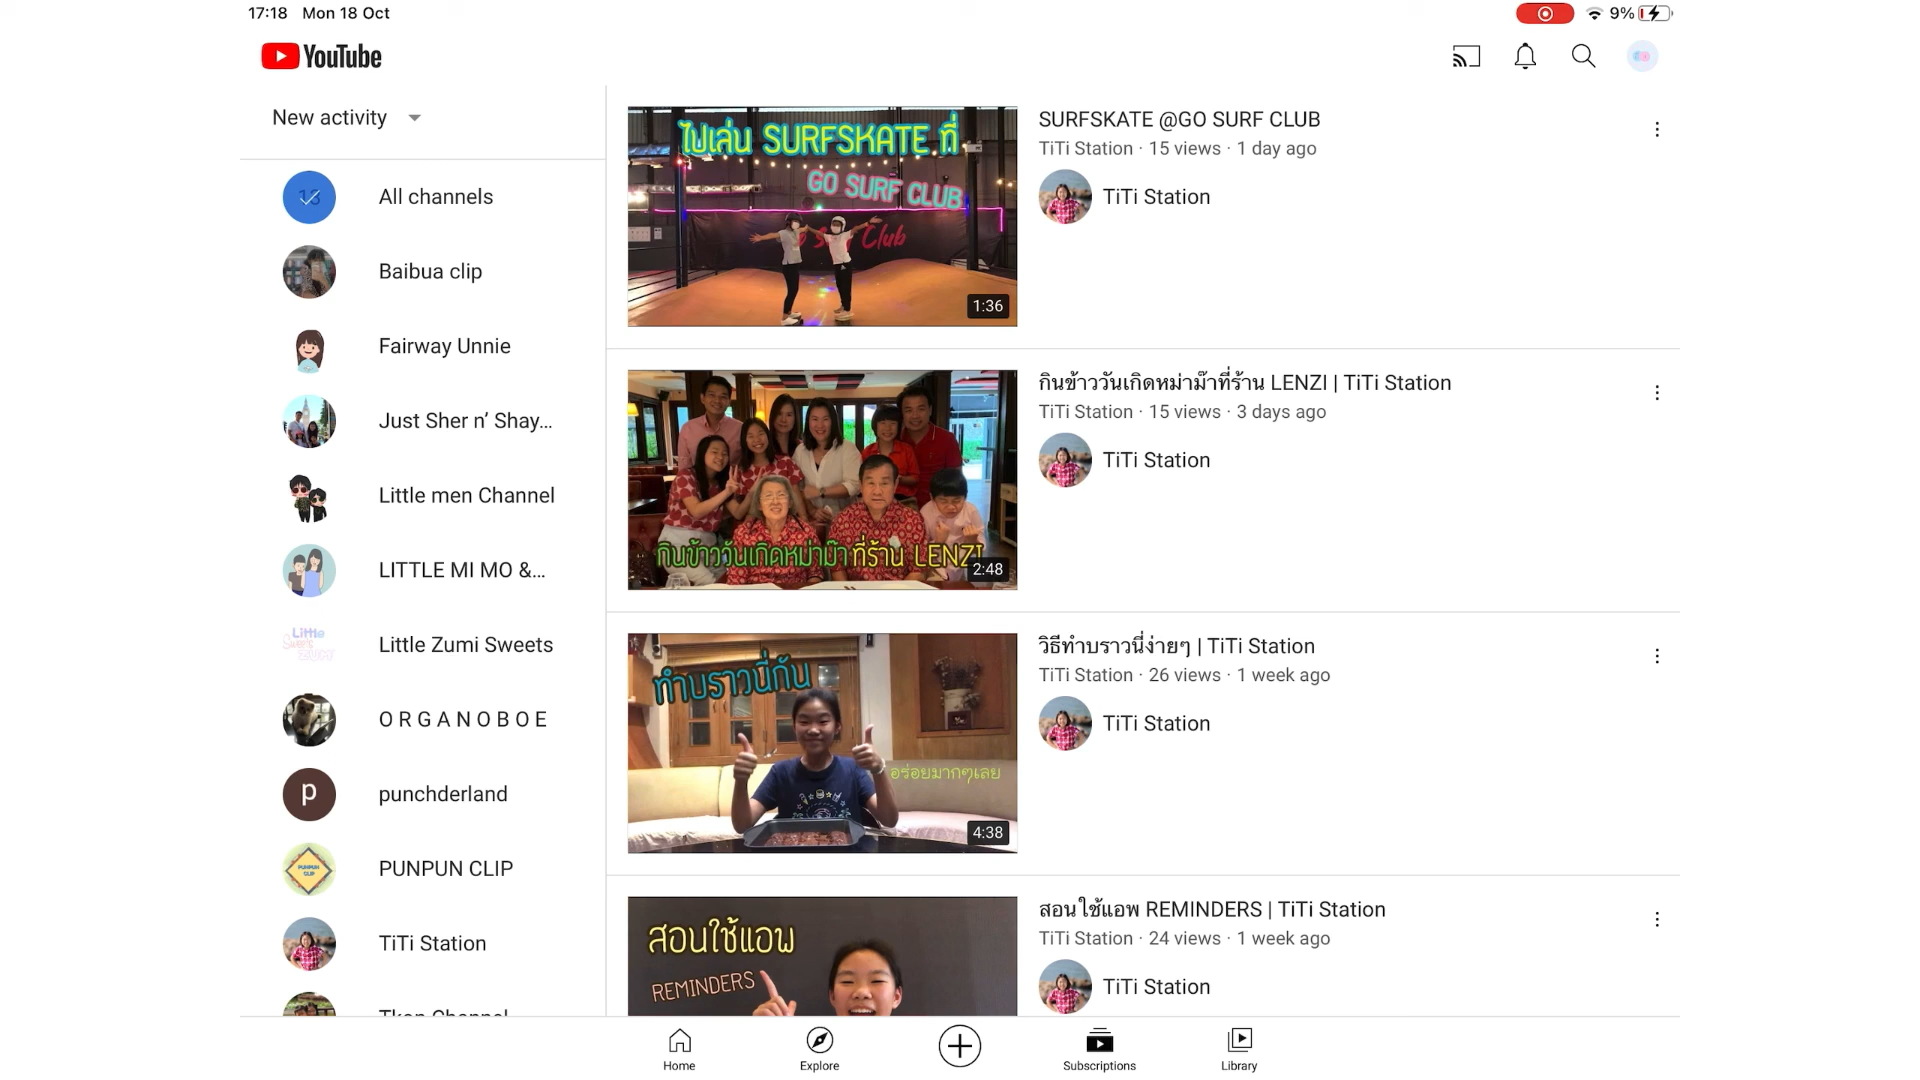 17:18 Mon 18 Oct
9%
YouTube
New activity
All channels
Baibua clip
Fairway Unnie
Just Sher n’ Shay...
Little men Channel
LITTLE MI MO &...
Little Zumi Sweets
O R G A N O B O E
p
punchderland
PUNPUN CLIP
PUNPUN CLIP
TiTi Station
ไปเล่น SURFSKATE ที่
GO SURF CLUB
1:36
SURFSKATE @GO SURF CLUB
TiTi Station · 15 views · 1 day ago
TiTi Station
กินข้าววันเกิดหม่าม๊าที่ร้าน LENZI
2:48
กินข้าววันเกิดหม่าม๊าที่ร้าน LENZI | TiTi Station
TiTi Station · 15 views · 3 days ago
TiTi Station
ทำบราวนี่กัน
อร่อยมากๆเลย
4:38
วิธีทำบราวนี่ง่ายๆ | TiTi Station
TiTi Station · 26 views · 1 week ago
TiTi Station
สอนใช้แอพ
REMINDERS
สอนใช้แอพ REMINDERS | TiTi Station
TiTi Station · 24 views · 1 week ago
TiTi Station
Home
Explore
Subscriptions
Library